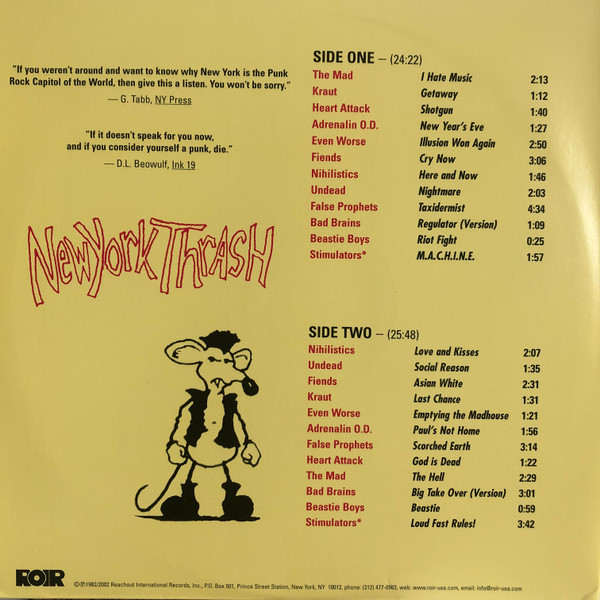 "If you weren't around and want to know why New York is the Punk
Rock Capitol of the World, then give this a listen. You won't be sorry."
— G. Tabb, NY Press
"If it doesn't speak for you now,
and if you consider yourself a punk, die."
— D.L. Beowulf, Ink 19
New York Thrash
SIDE ONE – (24:22)
The Mad I Hate Music 2:13
Kraut Getaway 1:12
Heart Attack Shotgun 1:40
Adrenalin O.D. New Year's Eve 1:27
Even Worse Illusion Won Again 2:50
Fiends Cry Now 3:06
Nihilistics Here and Now 1:46
Undead Nightmare 2:03
False Prophets Taxidermist 4:34
Bad Brains Regulator (Version) 1:09
Beastie Boys Riot Fight 0:25
Stimulators* M.A.C.H.I.N.E. 1:57
SIDE TWO – (25:48)
Nihilistics Love and Kisses 2:07
Undead Social Reason 1:35
Fiends Asian White 2:31
Kraut Last Chance 1:31
Even Worse Emptying the Madhouse 1:21
Adrenalin O.D. Paul's Not Home 1:56
False Prophets Scorched Earth 3:14
Heart Attack God is Dead 1:22
The Mad The Hell 2:29
Bad Brains Big Take Over (Version) 3:01
Beastie Boys Beastie 0:59
Stimulators* Loud Fast Rules! 3:42
ROIR
©℗1982/2002 Reachout International Records, Inc., P.O. Box 501, Prince Street Station, New York, NY 10012, phone: (212) 477-0563, web: www.roir-usa.com, email: info@roir-usa.com